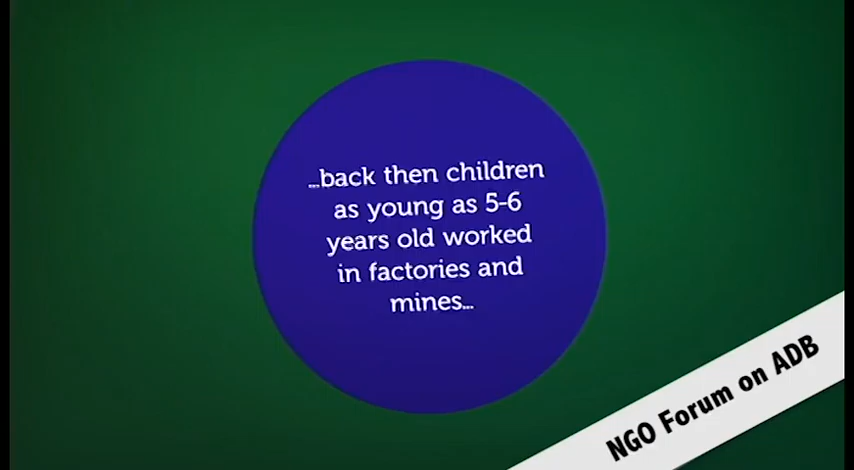 ...back then children
as young as 5-6
years old worked
in factories and
mines...
NGO Forum on ADB